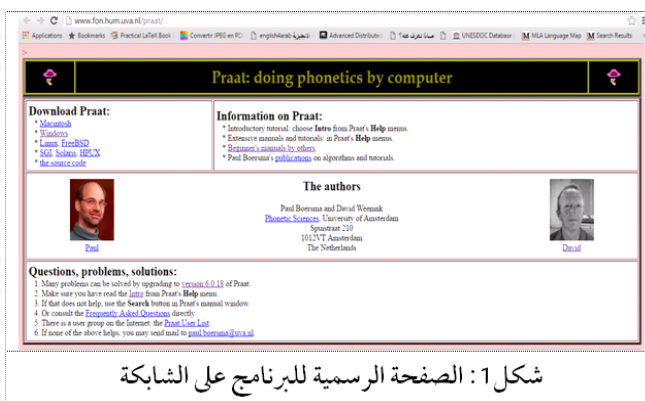 www.fon.hum.uva.nl/praat/
Applications Bookmarks Practical LaTeX Book Convertir JPEG en PDF englishArab Advanced Distributed UNESDOC Database MLA Language Map Search Results
Praat: doing phonetics by computer
Download Praat:
* Macintosh
* Windows
* Linux, FreeBSD
* SGI, Solaris, HPUX
* the source code
Information on Praat:
* Introductory tutorial: choose Intro from Praat's Help menu.
* Extensive manuals and tutorials: in Praat's Help menus.
* Beginner's manuals by others.
* Paul Boersma's publications on algorithms and tutorials.
Paul
The authors
Paul Boersma and David Weenink
Phonetic Sciences, University of Amsterdam
Spuistraat 210
1012VT Amsterdam
The Netherlands
David
Questions, problems, solutions:
1. Many problems can be solved by upgrading to version 6.0.18 of Praat.
2. Make sure you have read the Intro from Praat's Help menu.
3. If that does not help, use the Search button in Praat's manual window.
4. Or consult the Frequently Asked Questions directly.
5. There is a user group on the Internet: the Praat User List.
6. If none of the above helps, you may send mail to paul.boersma@uva.nl.
شكل1: الصفحة الرسمية للبرنامج على الشابكة